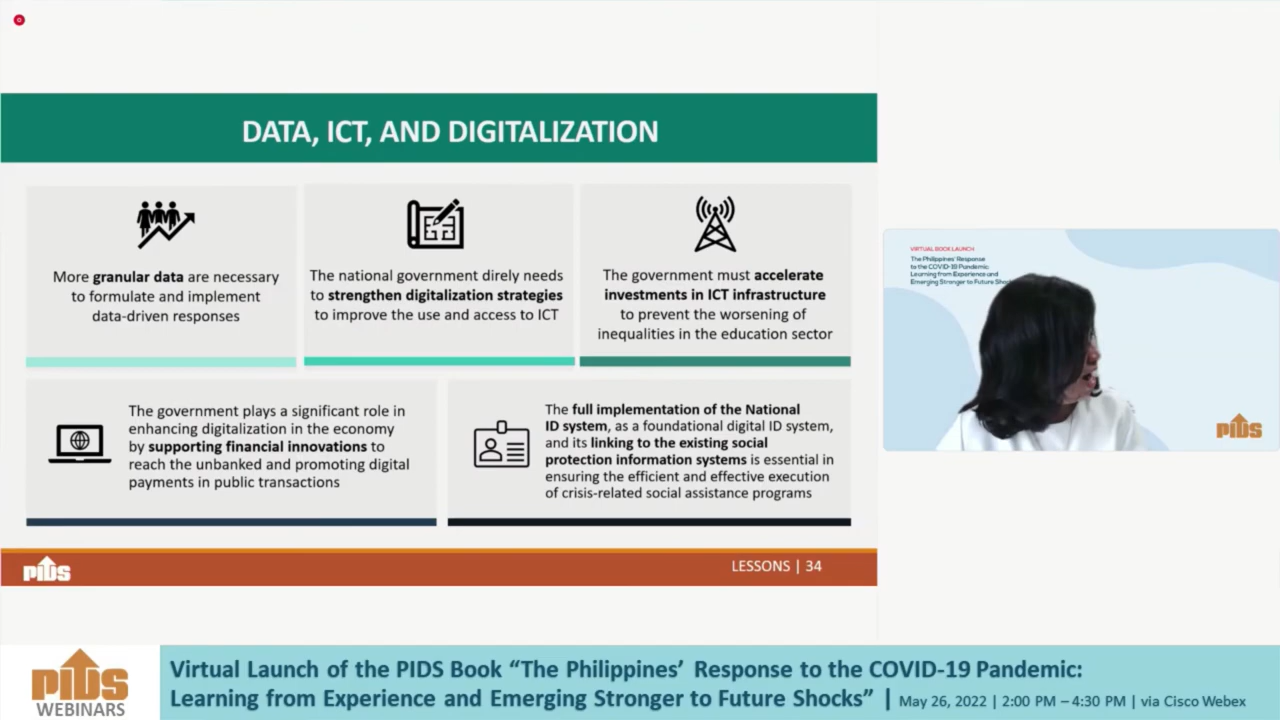 DATA, ICT, AND DIGITALIZATION
More granular data are necessary
to formulate and implement
data-driven responses
The national government direly needs
to strengthen digitalization strategies
to improve the use and access to ICT
The government must accelerate
investments in ICT infrastructure
to prevent the worsening of
inequalities in the education sector
The government plays a significant role in
enhancing digitalization in the economy
by supporting financial innovations to
reach the unbanked and promoting digital
payments in public transactions
The full implementation of the National
ID system, as a foundational digital ID system,
and its linking to the existing social
protection information systems is essential in
ensuring the efficient and effective execution
of crisis-related social assistance programs
PIDS
LESSONS | 34
VIRTUAL BOOK LAUNCH
The Philippines' Response
to the COVID-19 Pandemic:
Learning from Experience and
Emerging Stronger to Future
PIDS
PIDS
WEBINARS
Virtual Launch of the PIDS Book “The Philippines’ Response to the COVID-19 Pandemic:
Learning from Experience and Emerging Stronger to Future Shocks” | May 26, 2022 | 2:00 PM – 4:30 PM | via Cisco Webex